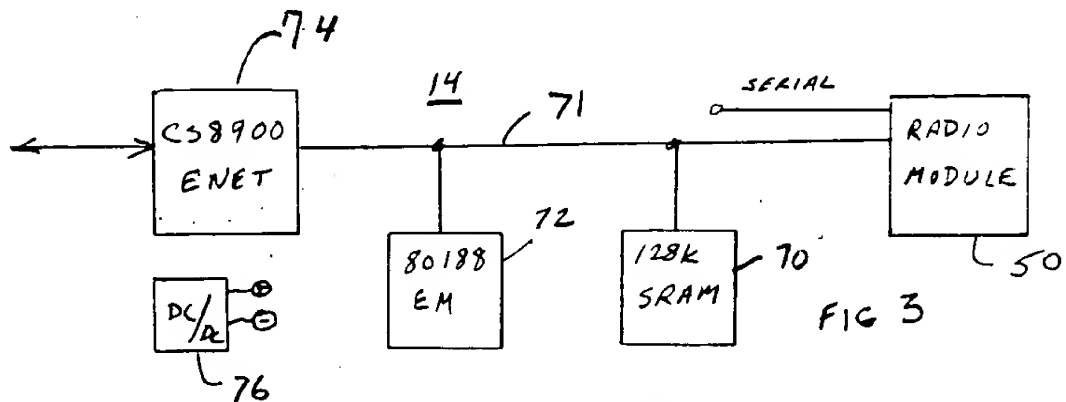 74
14
71
SERIAL
CS8900
ENET
RADIO
MODULE
72
80188
EM
128K
SRAM
70
50
DC/DC
+
-
76
FIG 3